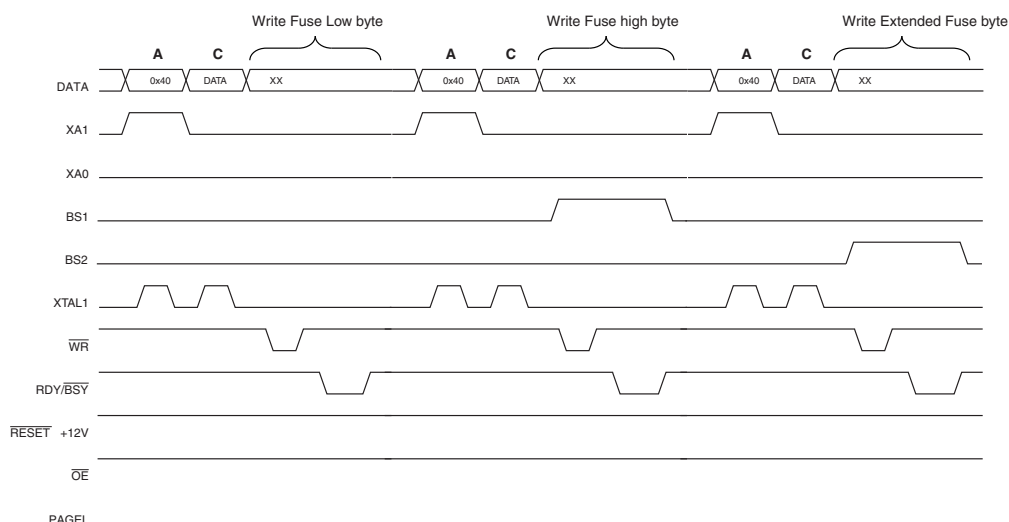 Write Fuse Low byte Write Fuse high byte Write Extended Fuse byte
A C A C A C
DATA 0x40 DATA XX 0x40 DATA XX 0x40 DATA XX
XA1
XA0
BS1
BS2
XTAL1
WR
RDY/BSY
RESET +12V
OE
PAGEL